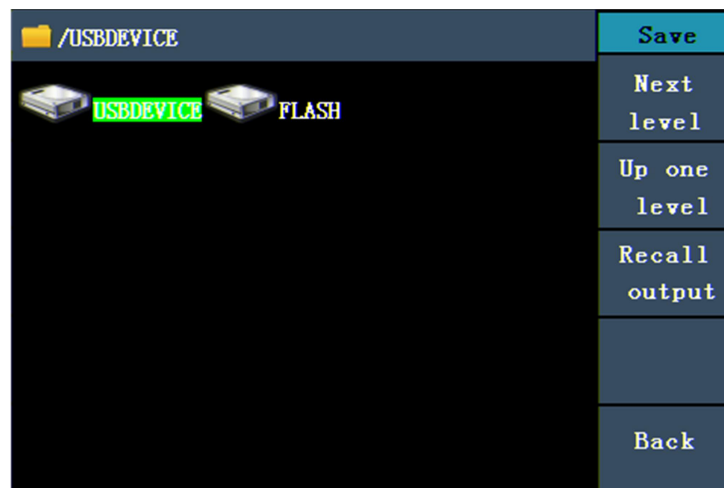 /USBDEVICE
USBDEVICE FLASH
Save
Next
level
Up one
level
Recall
output
Back